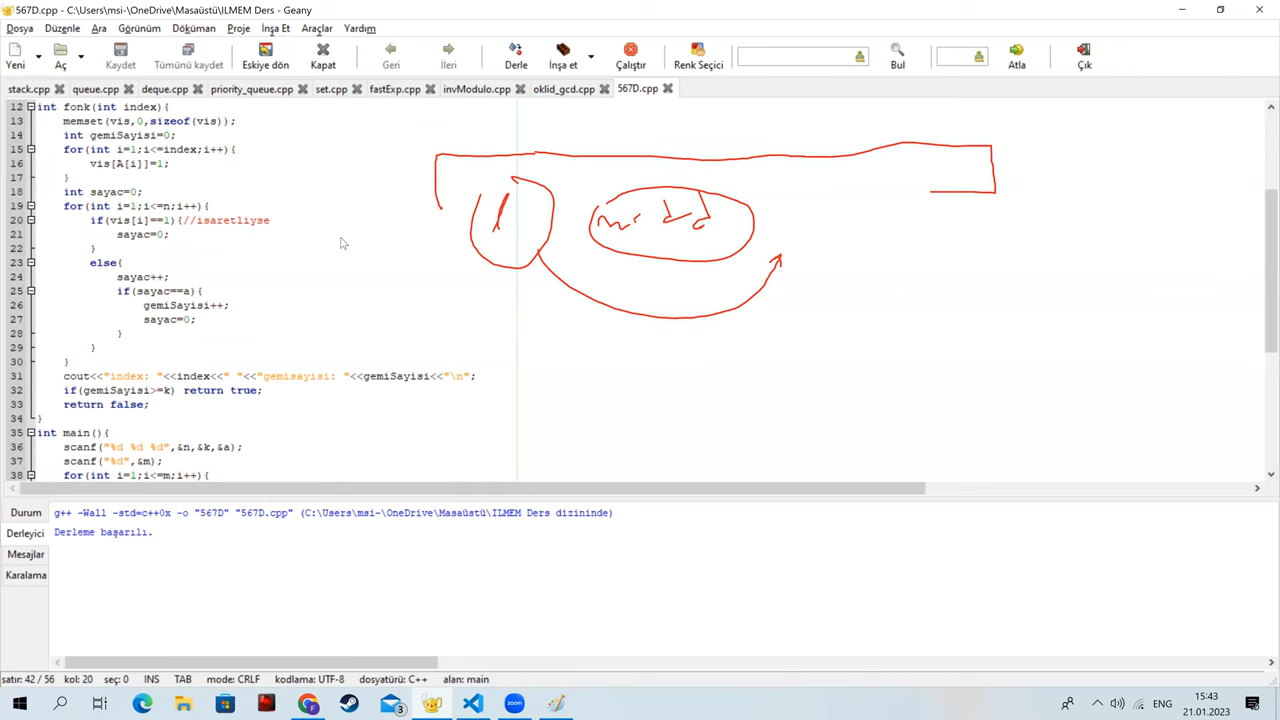 567D.cpp - C:\Users\msi-\OneDrive\Masaüstü\ILMEM Ders - Geany
Dosya Düzenle Ara Görünüm Doküman Proje İnşa Et Araçlar Yardım
Yeni Aç Kaydet Tümünü kaydet Eskiye dön Kapat Geri İleri Derle İnşa et Çalıştır Renk Seçici Bul Atla Çık
stack.cpp queue.cpp deque.cpp priority_queue.cpp set.cpp fastExp.cpp invModulo.cpp oklid_gcd.cpp 567D.cpp
12 int fonk(int index){
13 memset(vis,0,sizeof(vis));
14 int gemiSayisi=0;
15 for(int i=1;i<=index;i++){
16 vis[A[i]]=1;
17 }
18 int sayac=0;
19 for(int i=1;i<=n;i++){
20 if(vis[i]==1){//isaretliyse
21 sayac=0;
22 }
23 else{
24 sayac++;
25 if(sayac==a){
26 gemiSayisi++;
27 sayac=0;
28 }
29 }
30 }
31 cout<<"index: "<<index<<" "<<"gemisayisi: "<<gemiSayisi<<"\n";
32 if(gemiSayisi>=k) return true;
33 return false;
34 }
35 int main(){
36 scanf("%d %d %d",&n,&k,&a);
37 scanf("%d",&m);
38 for(int i=1;i<=m;i++){
Durum
Derleyici
Mesajlar
Karalama
g++ -Wall -std=c++0x -o "567D" "567D.cpp" (C:\Users\msi-\OneDrive\Masaüstü\ILMEM Ders dizininde)
Derleme başarılı.
satır: 42 / 56 kol: 20 seç: 0 INS TAB mode: CRLF kodlama: UTF-8 dosyatürü: C++ alan: main
3
zoom
ENG
15:43
21.01.2023